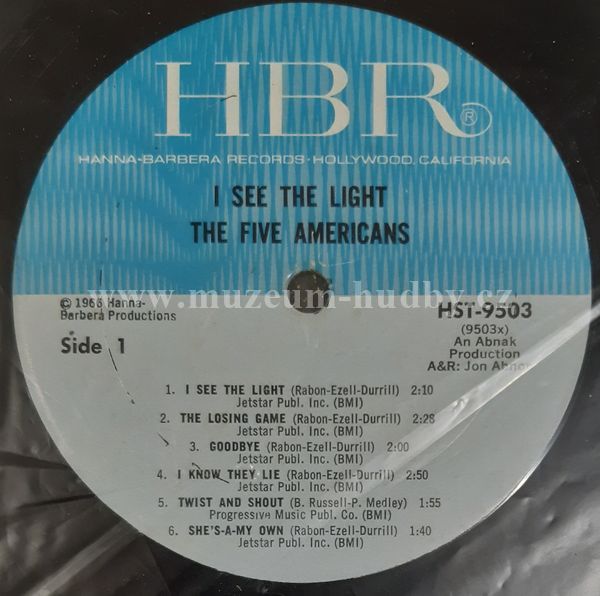 HBR®
HANNA-BARBERA RECORDS · HOLLYWOOD, CALIFORNIA
I SEE THE LIGHT
THE FIVE AMERICANS
www.muzeum-hudby.cz
© 1966 Hanna-
Barbera Productions
Side 1
HST-9503
(9503x)
An Abnak
Production
A&R: Jon
1. I SEE THE LIGHT (Rabon-Ezell-Durrill) 2:10
Jetstar Publ. Inc. (BMI)
2. THE LOSING GAME (Rabon-Ezell-Durrill) 2:28
Jetstar Publ. Inc. (BMI)
3. GOODBYE (Rabon-Ezell-Durrill) 2:00
Jetstar Publ. Inc. (BMI)
4. I KNOW THEY LIE (Rabon-Ezell-Durrill) 2:50
Jetstar Publ. Inc. (BMI)
5. TWIST AND SHOUT (B. Russell-P. Medley) 1:55
Progressive Music Publ. Co. (BMI)
6. SHE'S-A-MY OWN (Rabon-Ezell-Durrill) 1:40
Jetstar Publ. Inc. (BMI)